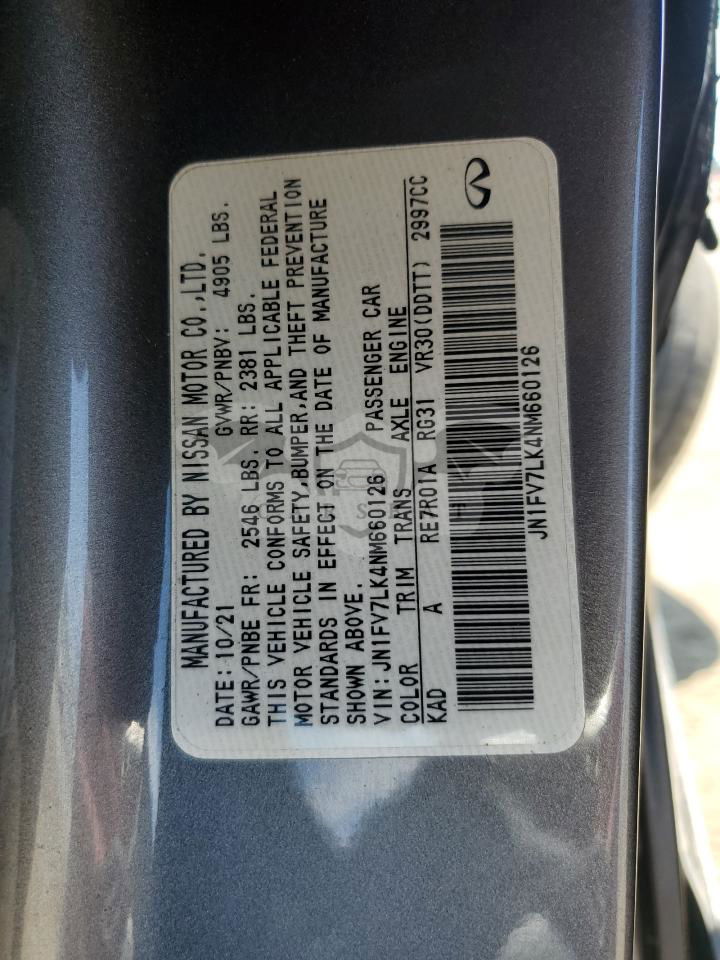 MANUFACTURED BY NISSAN MOTOR CO.,LTD.
DATE: 10/21 GVWR/PNBV: 4905 LBS.
GAWR/PNBE FR: 2546 LBS. RR: 2381 LBS.
THIS VEHICLE CONFORMS TO ALL APPLICABLE FEDERAL
MOTOR VEHICLE SAFETY,BUMPER,AND THEFT PREVENTION
STANDARDS IN EFFECT ON THE DATE OF MANUFACTURE
SHOWN ABOVE.
VIN: JN1FV7LK4NM660126 PASSENGER CAR
COLOR TRIM TRANS AXLE ENGINE
KAD A RE7R01A RG31 VR30(DDTT) 2997CC
JN1FV7LK4NM660126